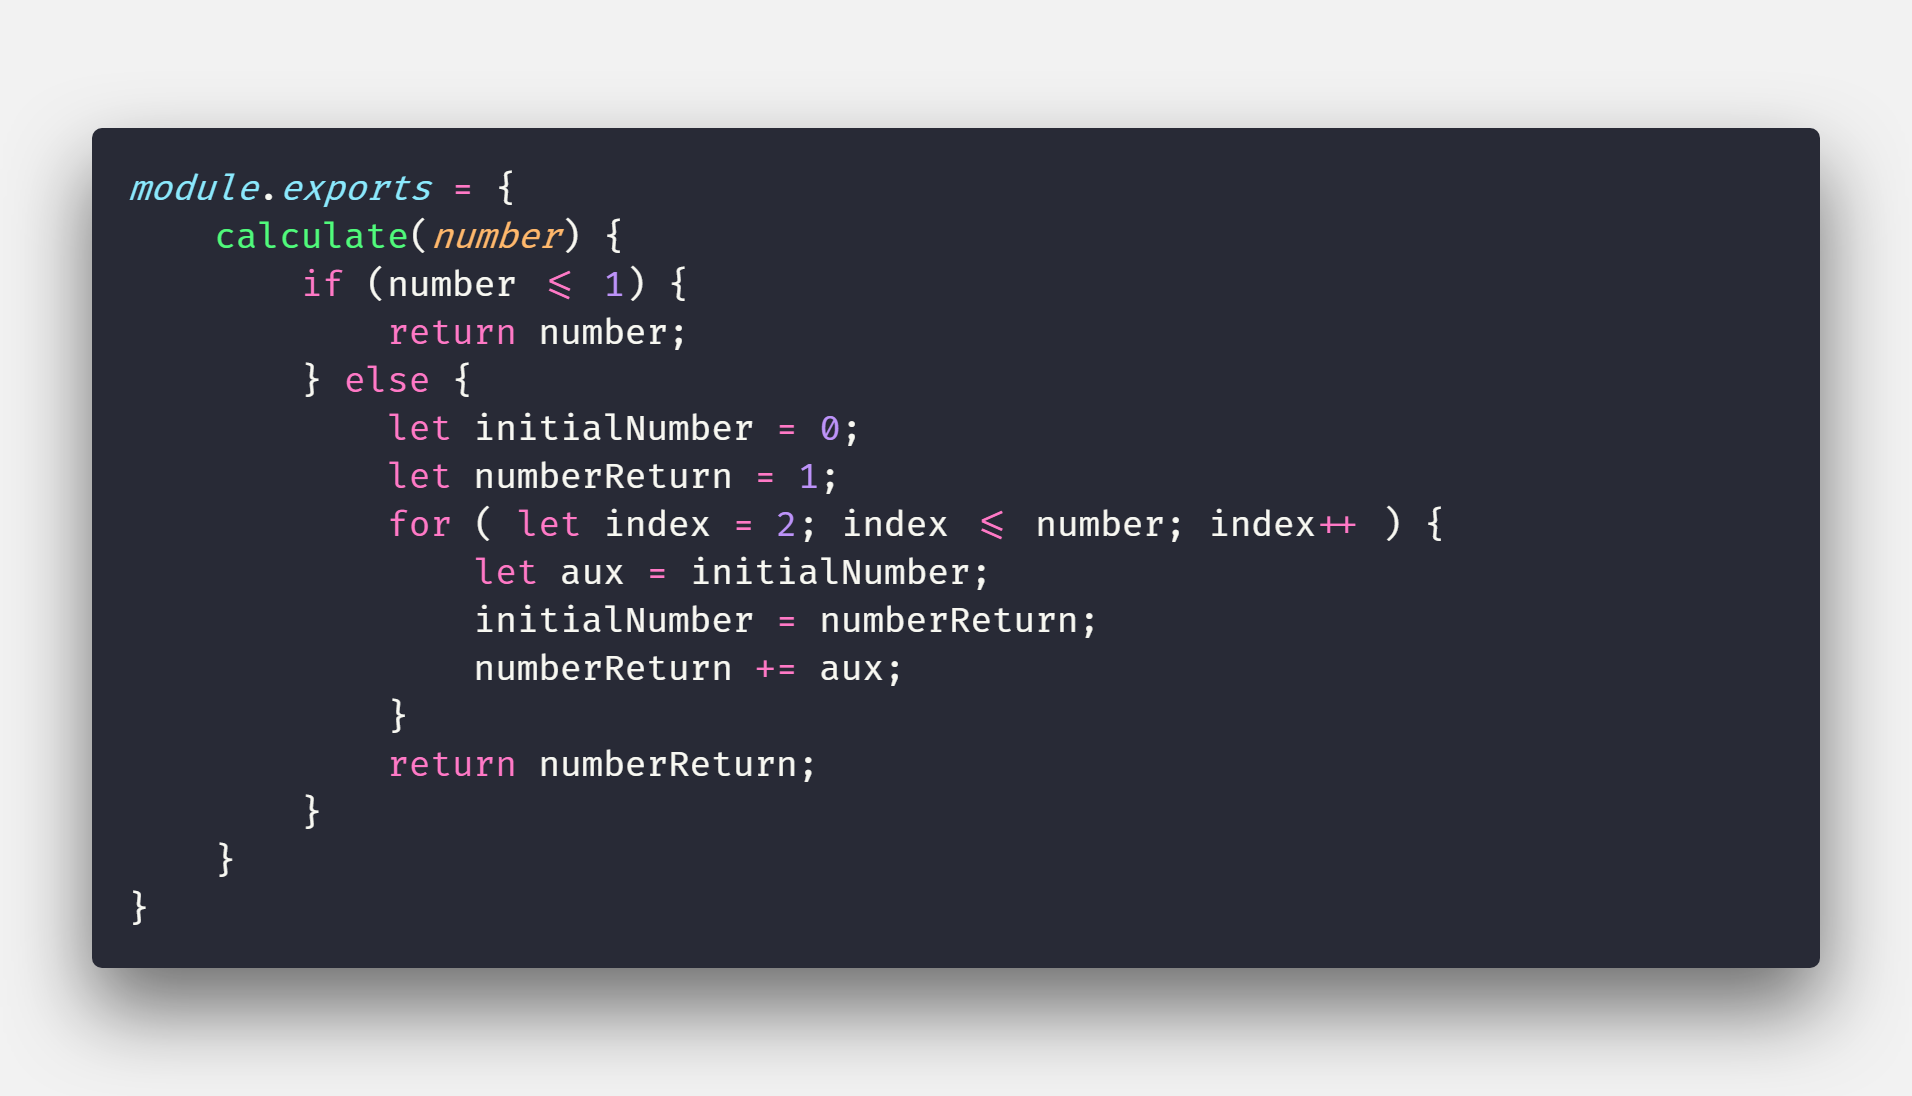 module.exports = {
    calculate(number) {
        if (number <= 1) {
            return number;
        } else {
            let initialNumber = 0;
            let numberReturn = 1;
            for ( let index = 2; index <= number; index++ ) {
                let aux = initialNumber;
                initialNumber = numberReturn;
                numberReturn += aux;
            }
            return numberReturn;
        }
    }
}